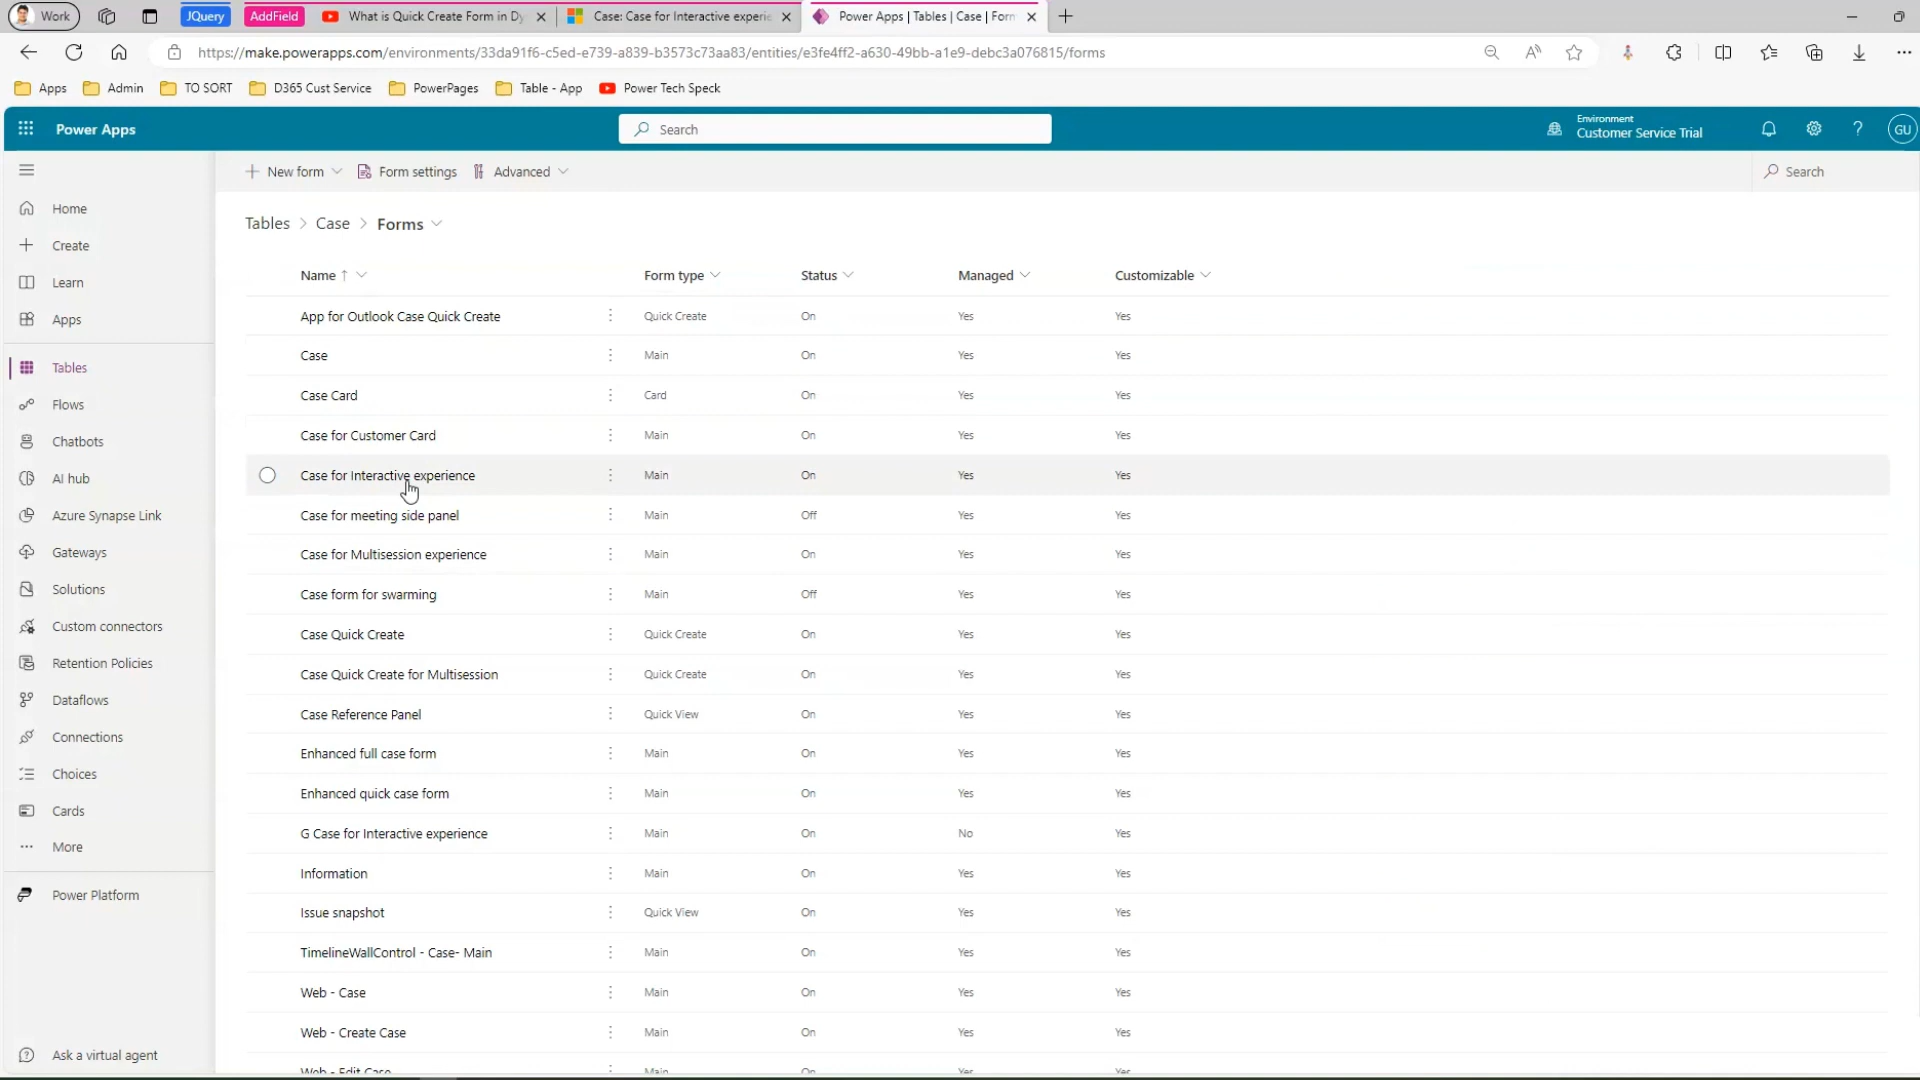 Work
JQuery
AddField
What is Quick Create Form in Dy
Case: Case for Interactive experie
Power Apps | Tables | Case | Form
https://make.powerapps.com/environments/33da91f6-c5ed-e739-a839-b3573c73aa83/entities/e3fe4ff2-a630-49bb-a1e9-debc3a076815/forms
Apps
Admin
TO SORT
D365 Cust Service
PowerPages
Table - App
Power Tech Speck
Power Apps
Search
Environment
Customer Service Trial
GU
New form
Form settings
Advanced
Search
Home
Create
Learn
Apps
Tables
Flows
Chatbots
AI hub
Azure Synapse Link
Gateways
Solutions
Custom connectors
Retention Policies
Dataflows
Connections
Choices
Cards
More
Power Platform
Ask a virtual agent
Tables > Case > Forms
Name ↑ Form type Status Managed Customizable
App for Outlook Case Quick Create Quick Create On Yes Yes
Case Main On Yes Yes
Case Card Card On Yes Yes
Case for Customer Card Main On Yes Yes
Case for Interactive experience Main On Yes Yes
Case for meeting side panel Main Off Yes Yes
Case for Multisession experience Main On Yes Yes
Case form for swarming Main Off Yes Yes
Case Quick Create Quick Create On Yes Yes
Case Quick Create for Multisession Quick Create On Yes Yes
Case Reference Panel Quick View On Yes Yes
Enhanced full case form Main On Yes Yes
Enhanced quick case form Main On Yes Yes
G Case for Interactive experience Main On No Yes
Information Main On Yes Yes
Issue snapshot Quick View On Yes Yes
TimelineWallControl - Case- Main Main On Yes Yes
Web - Case Main On Yes Yes
Web - Create Case Main On Yes Yes
Web - Edit Case Main On Yes Yes